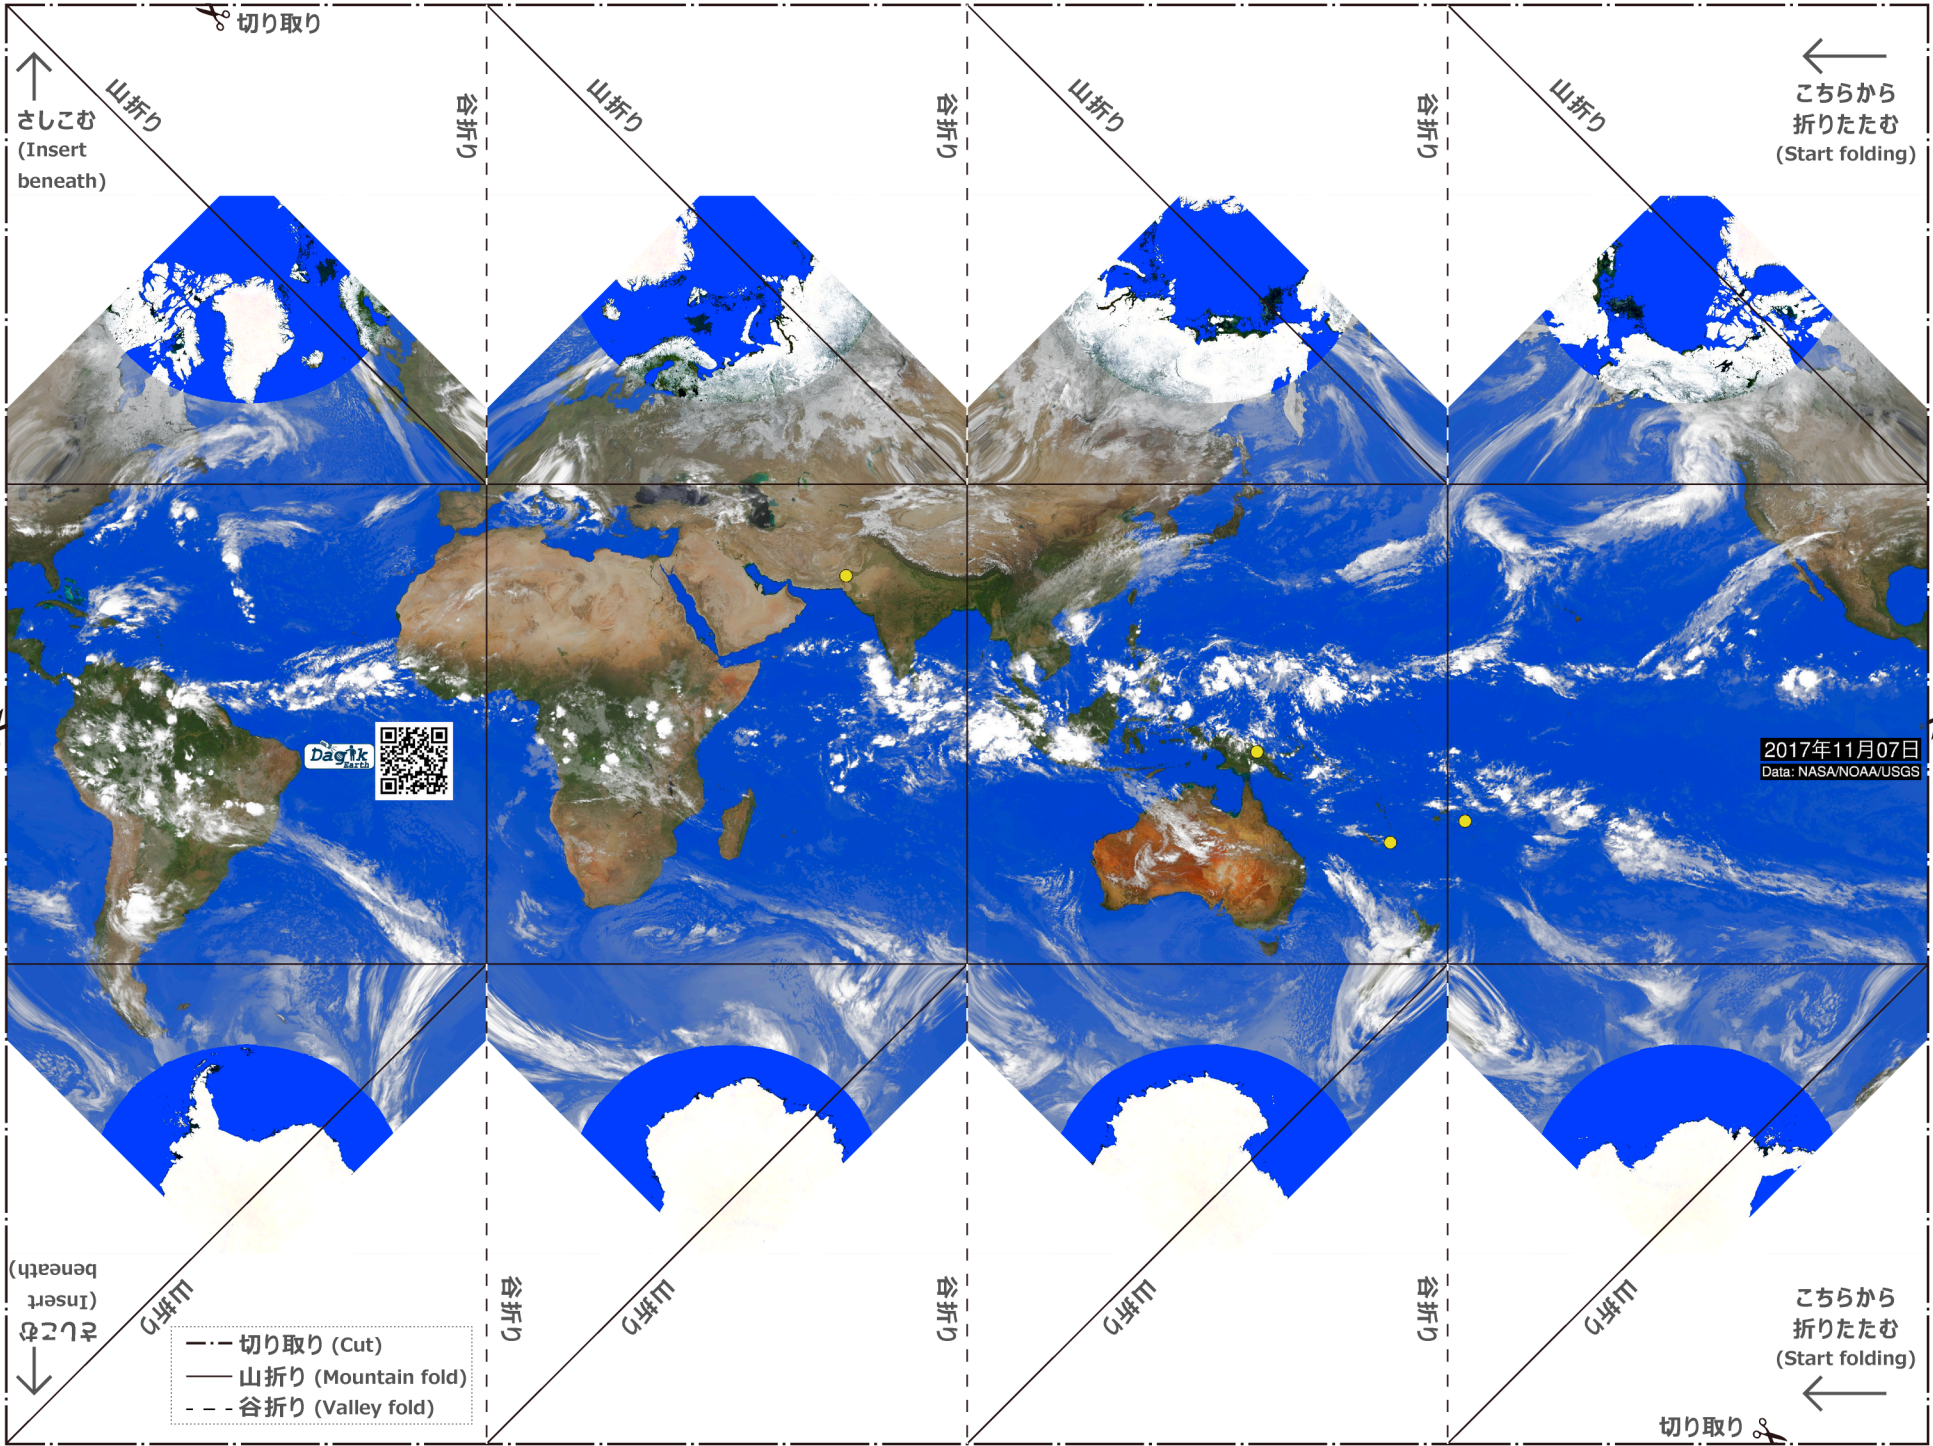 切り取り
山折り
谷折り
山折り
谷折り
山折り
谷折り
山折り
さしこむ
(Insert
beneath)
こちらから
折りたたむ
(Start folding)
Dagik
Earth
2017年11月07日
Data: NASA/NOAA/USGS
さしこむ
(Insert
beneath)
山折り
谷折り
山折り
谷折り
山折り
谷折り
山折り
切り取り (Cut)
山折り (Mountain fold)
谷折り (Valley fold)
こちらから
折りたたむ
(Start folding)
切り取り